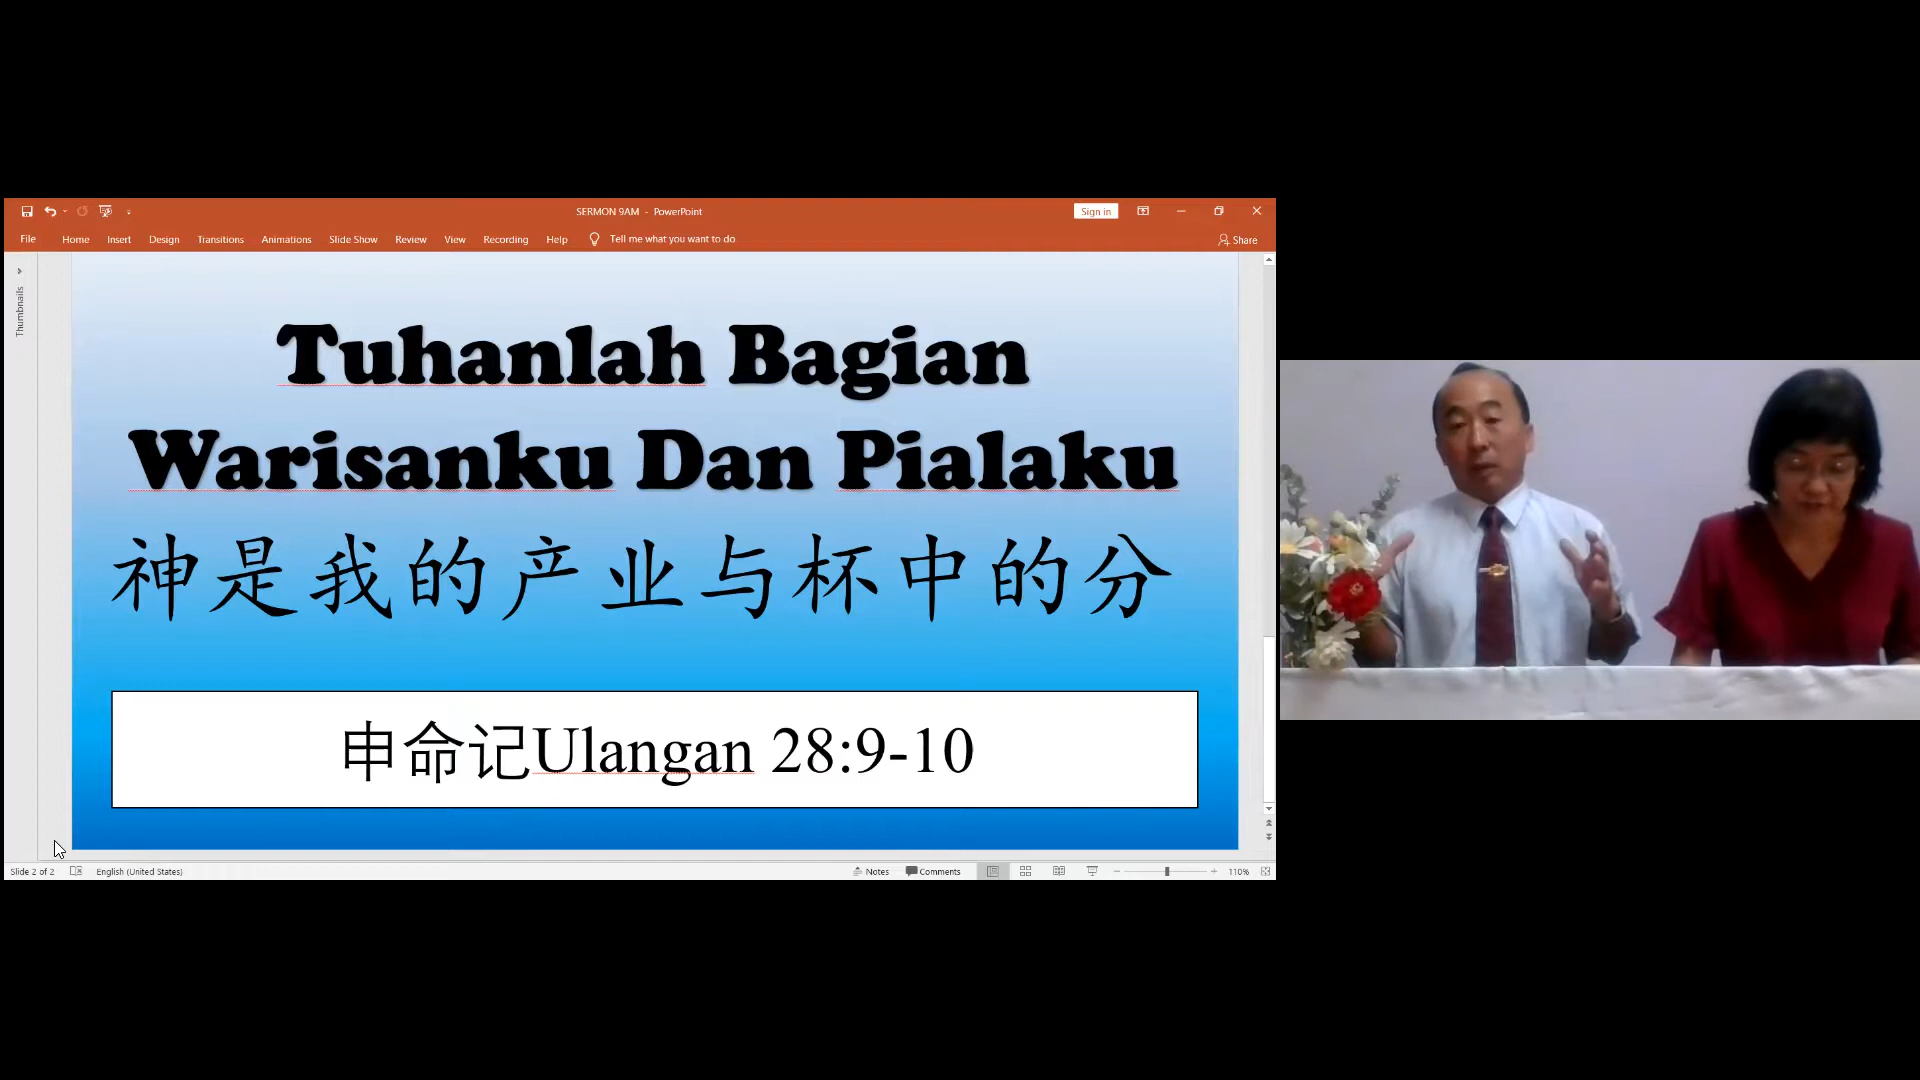 SERMON 9AM - PowerPoint
Sign in
File Home Insert Design Transitions Animations Slide Show Review View Recording Help Tell me what you want to do
Share
Thumbnails
Tuhanlah Bagian
Warisanku Dan Pialaku
神是我的产业与杯中的分
申命记Ulangan 28:9-10
Slide 2 of 2 English (United States) Notes Comments 110%